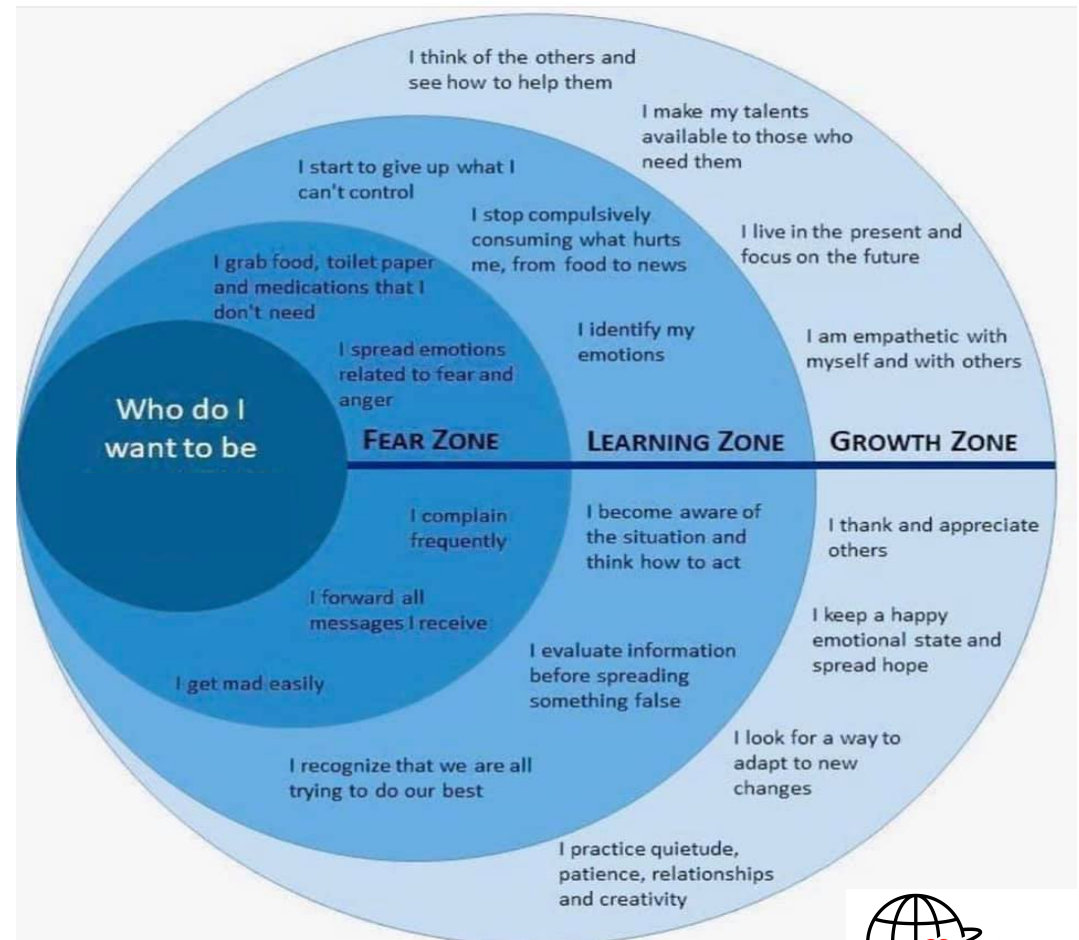 I think of the others and
see how to help them
I make my talents
available to those who
need them
I start to give up what I
can't control
I stop compulsively
consuming what hurts
me, from food to news
I live in the present and
focus on the future
I grab food, toilet paper
and medications that I
don't need
I identify my
emotions
I am empathetic with
myself and with others
I spread emotions
related to fear and
anger
Who do I
want to be
FEAR ZONE
LEARNING ZONE
GROWTH ZONE
I complain
frequently
I become aware of
the situation and
think how to act
I thank and appreciate
others
I forward all
messages I receive
I keep a happy
emotional state and
spread hope
I evaluate information
before spreading
something false
I get mad easily
I look for a way to
adapt to new
changes
I recognize that we are all
trying to do our best
I practice quietude,
patience, relationships
and creativity